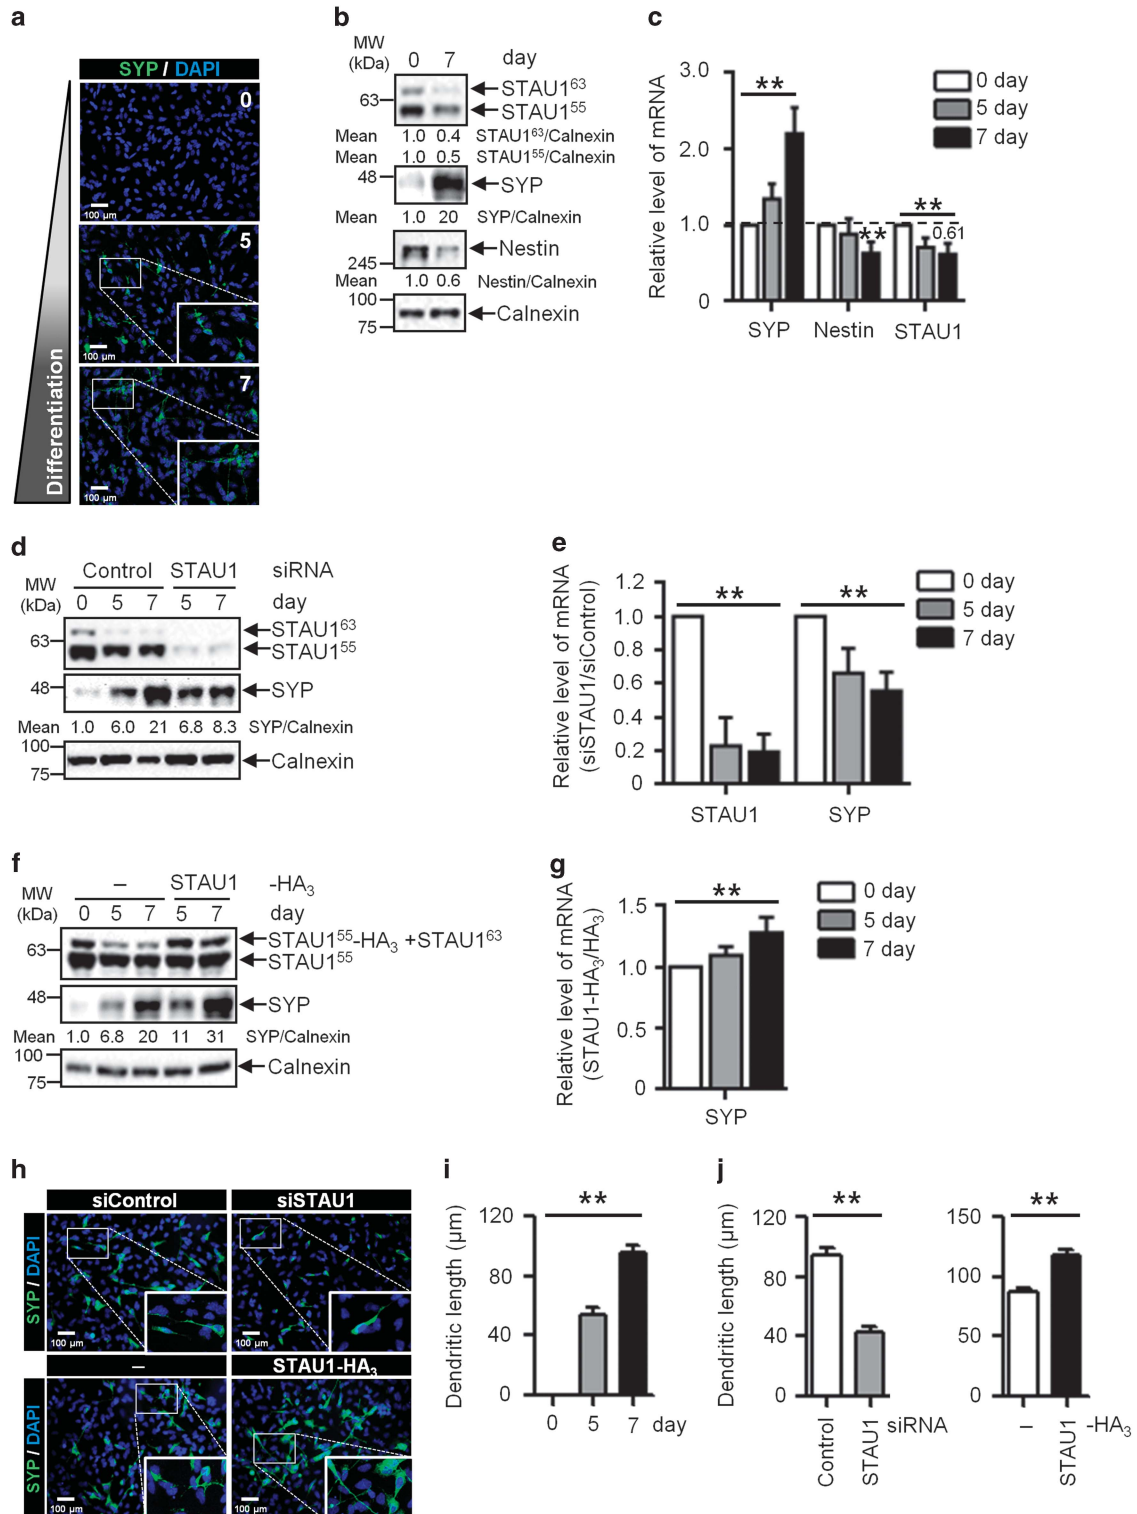 a
SYP / DAPI
0
100 µm
5
100 µm
7
100 µm
Differentiation
b
MW
(kDa)
0 7 day
63
STAU1⁶³
STAU1⁵⁵
Mean 1.0 0.4 STAU1⁶³/Calnexin
Mean 1.0 0.5 STAU1⁵⁵/Calnexin
48
SYP
Mean 1.0 20 SYP/Calnexin
Nestin
245
Mean 1.0 0.6 Nestin/Calnexin
100
Calnexin
75
c
Relative level of mRNA
3.0
2.0
1.0
0
**
**
**
0.61
SYP Nestin STAU1
0 day
5 day
7 day
d
Control STAU1 siRNA
MW
(kDa)
0 5 7 5 7 day
63
STAU1⁶³
STAU1⁵⁵
48
SYP
Mean 1.0 6.0 21 6.8 8.3 SYP/Calnexin
100
Calnexin
75
e
Relative level of mRNA
(siSTAU1/siControl)
1.2
1.0
0.8
0.6
0.4
0.2
0
** **
STAU1 SYP
0 day
5 day
7 day
f
– STAU1 -HA₃
MW
(kDa)
0 5 7 5 7 day
63
STAU1⁵⁵-HA₃ +STAU1⁶³
STAU1⁵⁵
48
SYP
Mean 1.0 6.8 20 11 31 SYP/Calnexin
100
Calnexin
75
g
Relative level of mRNA
(STAU1-HA₃/HA₃)
1.5
1.0
0.5
0
**
SYP
0 day
5 day
7 day
h
siControl siSTAU1
SYP / DAPI
100 µm 100 µm
– STAU1-HA₃
SYP / DAPI
100 µm 100 µm
i
Dendritic length (µm)
120
80
40
0
**
0 5 7 day
j
Dendritic length (µm)
120
80
40
0
**
Control STAU1 siRNA
150
100
50
0
**
– STAU1 -HA₃